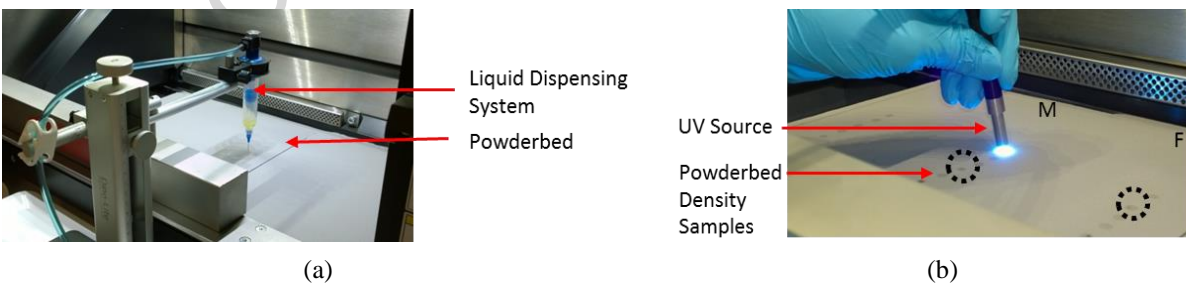 Liquid Dispensing
System
Powderbed
(a)
UV Source
Powderbed
Density
Samples
M
F
(b)